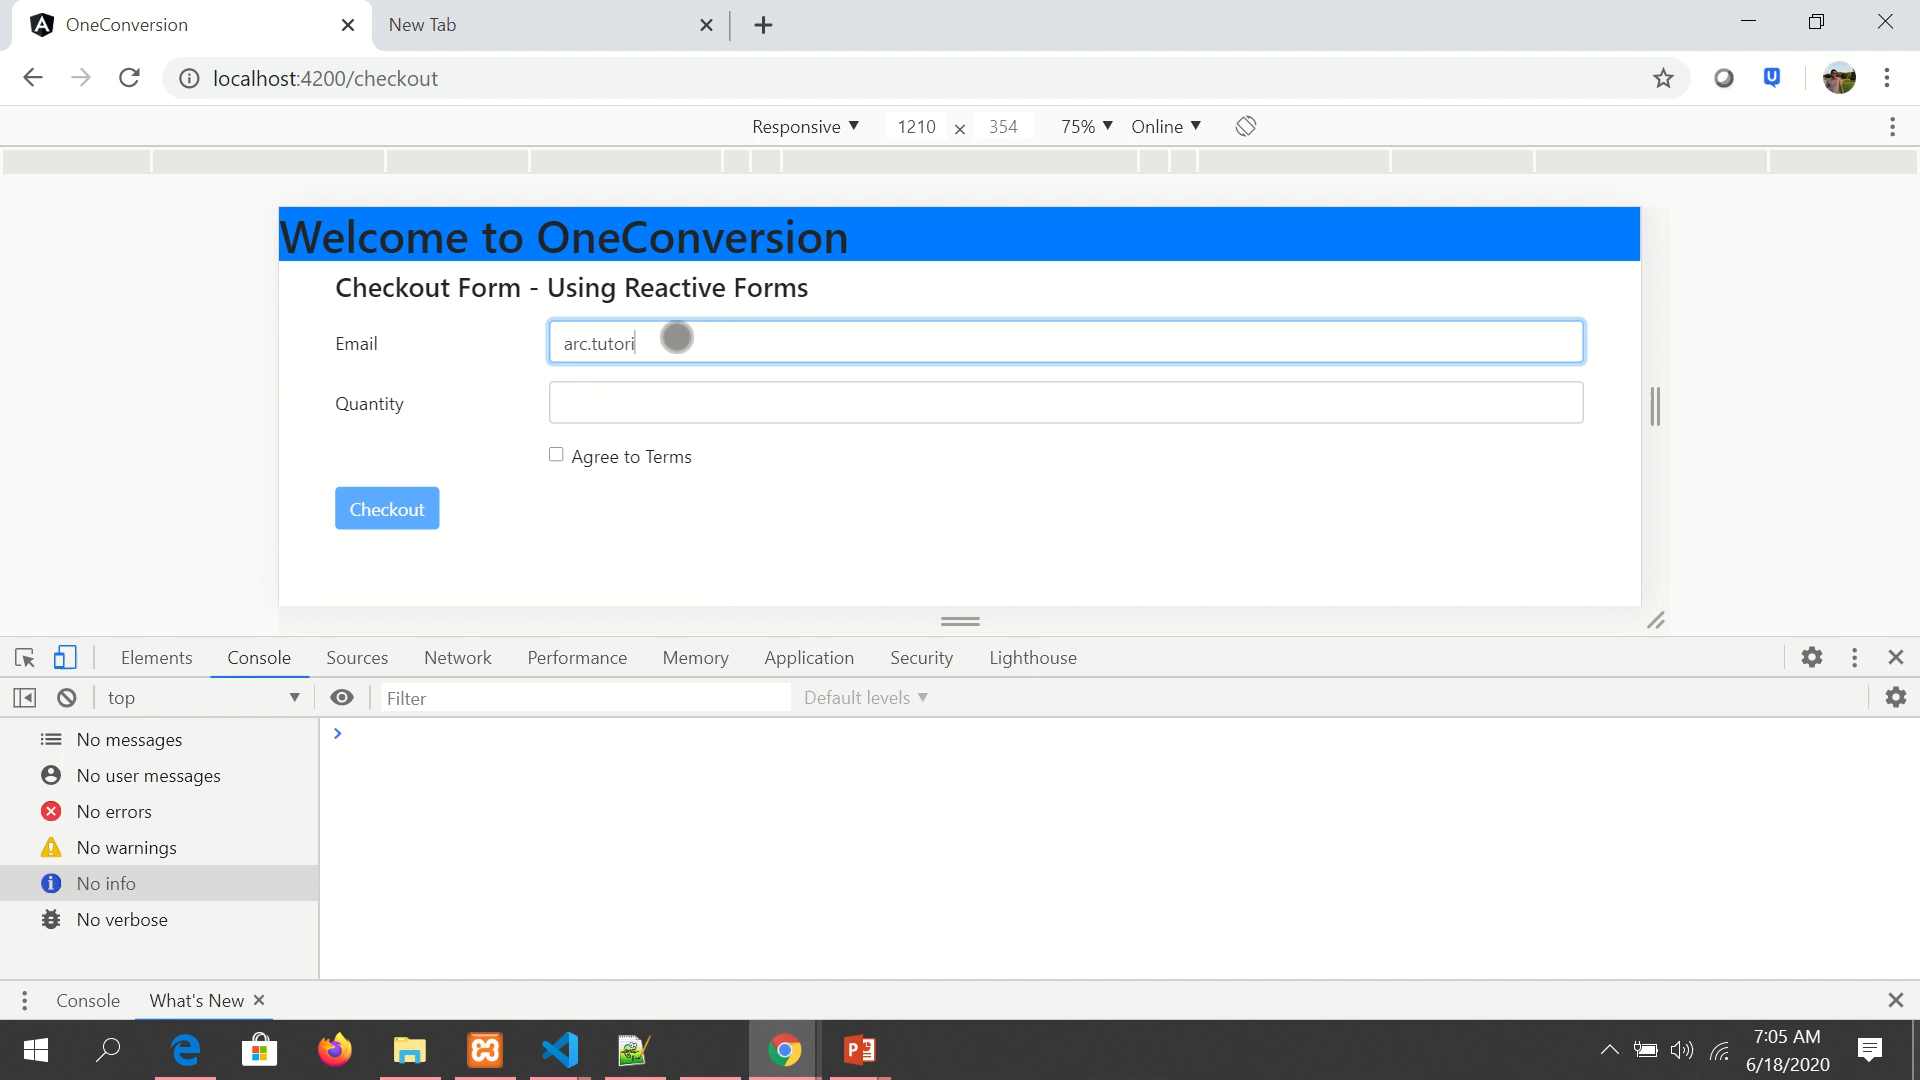 OneConversion
New Tab
localhost:4200/checkout
Responsive ▼ 1210 × 354 75% ▼ Online ▼
Welcome to OneConversion
Checkout Form - Using Reactive Forms
Email arc.tutori
Quantity
Agree to Terms
Checkout
Elements Console Sources Network Performance Memory Application Security Lighthouse
top ▼ Filter Default levels ▼
No messages
No user messages
No errors
No warnings
No info
No verbose
Console What's New
7:05 AM
6/18/2020